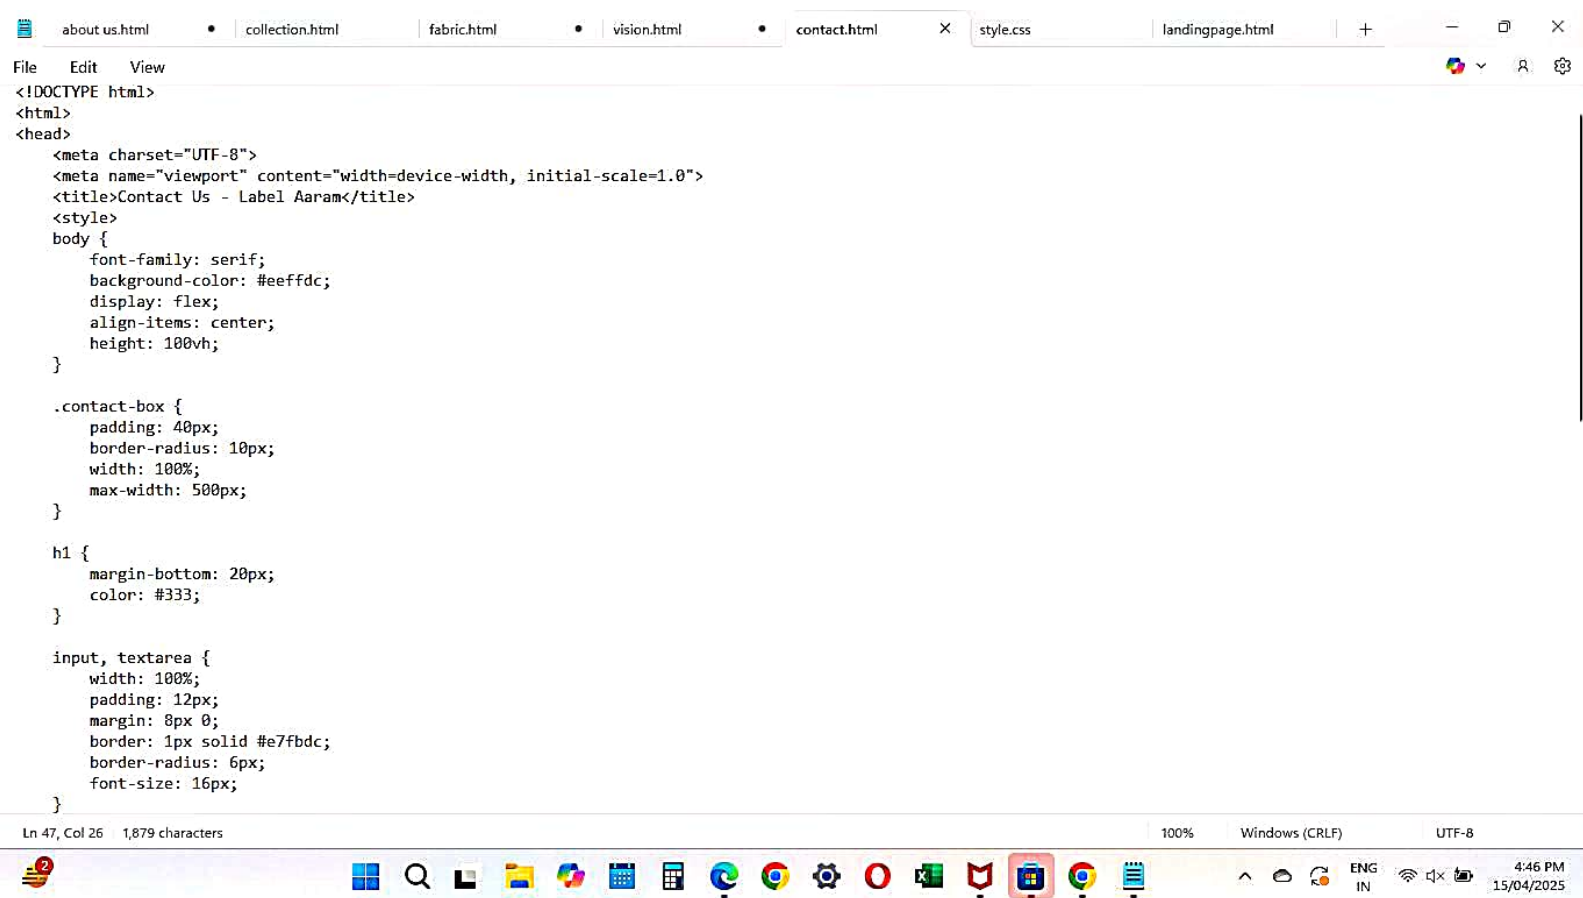 about us.html collection.html fabric.html vision.html contact.html style.css landingpage.html
File Edit View
<!DOCTYPE html>
<html>
<head>
    <meta charset="UTF-8">
    <meta name="viewport" content="width=device-width, initial-scale=1.0">
    <title>Contact Us - Label Aaram</title>
    <style>
    body {
        font-family: serif;
        background-color: #eeffdc;
        display: flex;
        align-items: center;
        height: 100vh;
    }
    .contact-box {
        padding: 40px;
        border-radius: 10px;
        width: 100%;
        max-width: 500px;
    }
    h1 {
        margin-bottom: 20px;
        color: #333;
    }
    input, textarea {
        width: 100%;
        padding: 12px;
        margin: 8px 0;
        border: 1px solid #e7fbdc;
        border-radius: 6px;
        font-size: 16px;
    }
Ln 47, Col 26 1,879 characters 100% Windows (CRLF) UTF-8
2 ENG 4:46 PM
IN 15/04/2025